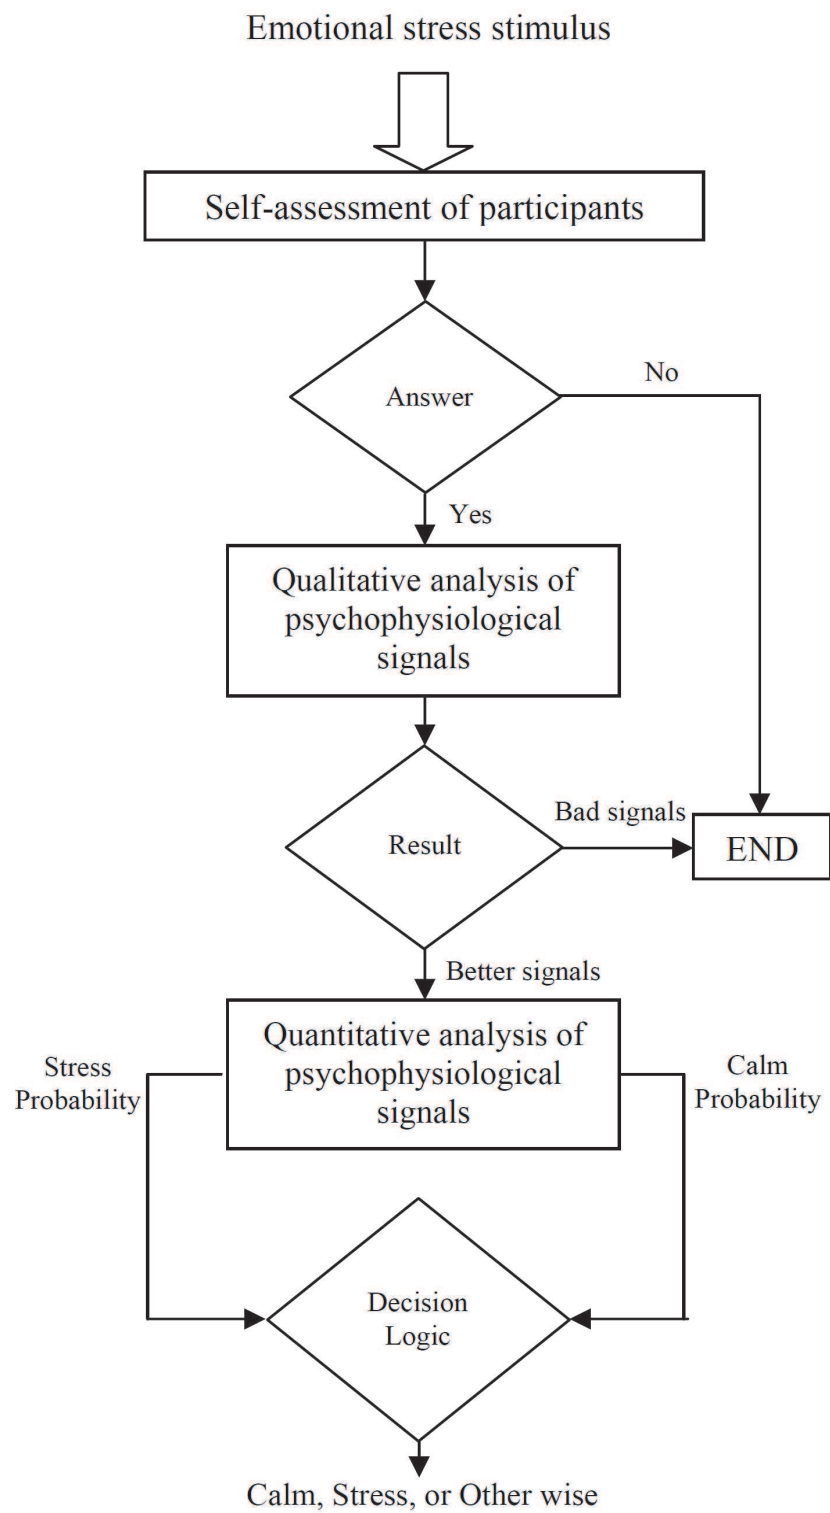 Emotional stress stimulus
Self-assessment of participants
Answer
No
Yes
Qualitative analysis of
psychophysiological
signals
Result
Bad signals
END
Better signals
Quantitative analysis of
psychophysiological
signals
Stress
Probability
Calm
Probability
Decision
Logic
Calm, Stress, or Other wise